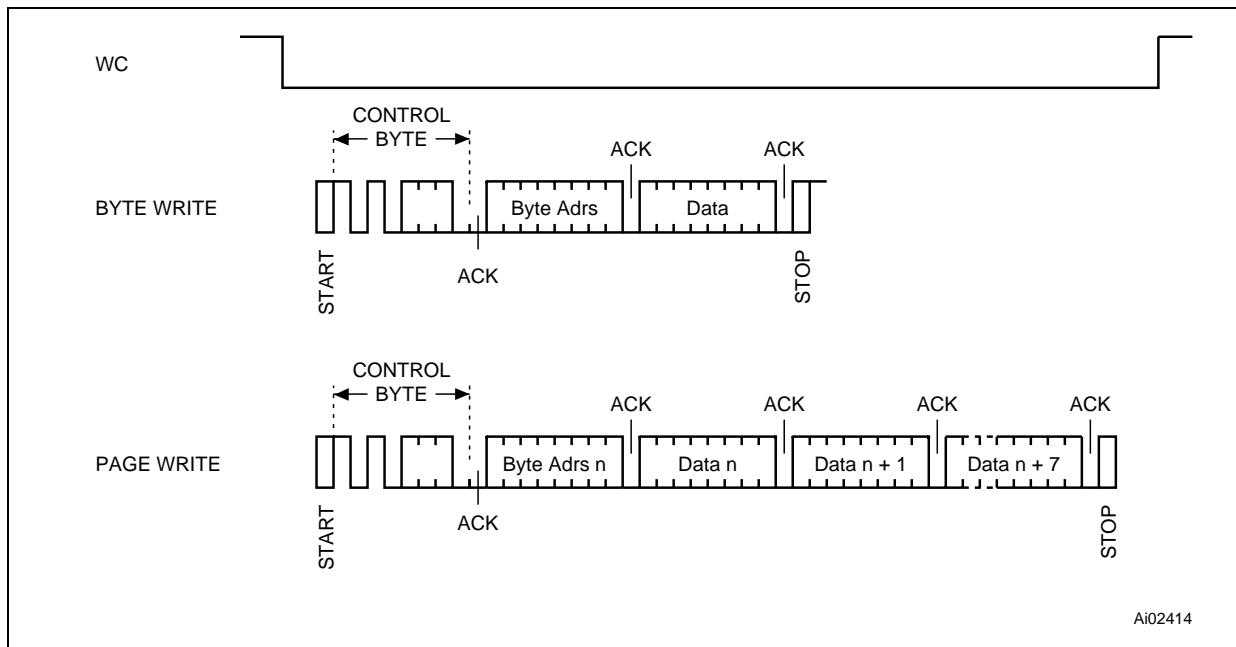 WC
CONTROL
BYTE
ACK
ACK
BYTE WRITE
Byte Adrs
Data
START
ACK
STOP
CONTROL
BYTE
ACK
ACK
ACK
ACK
PAGE WRITE
Byte Adrs n
Data n
Data n + 1
Data n + 7
START
ACK
STOP
Ai02414